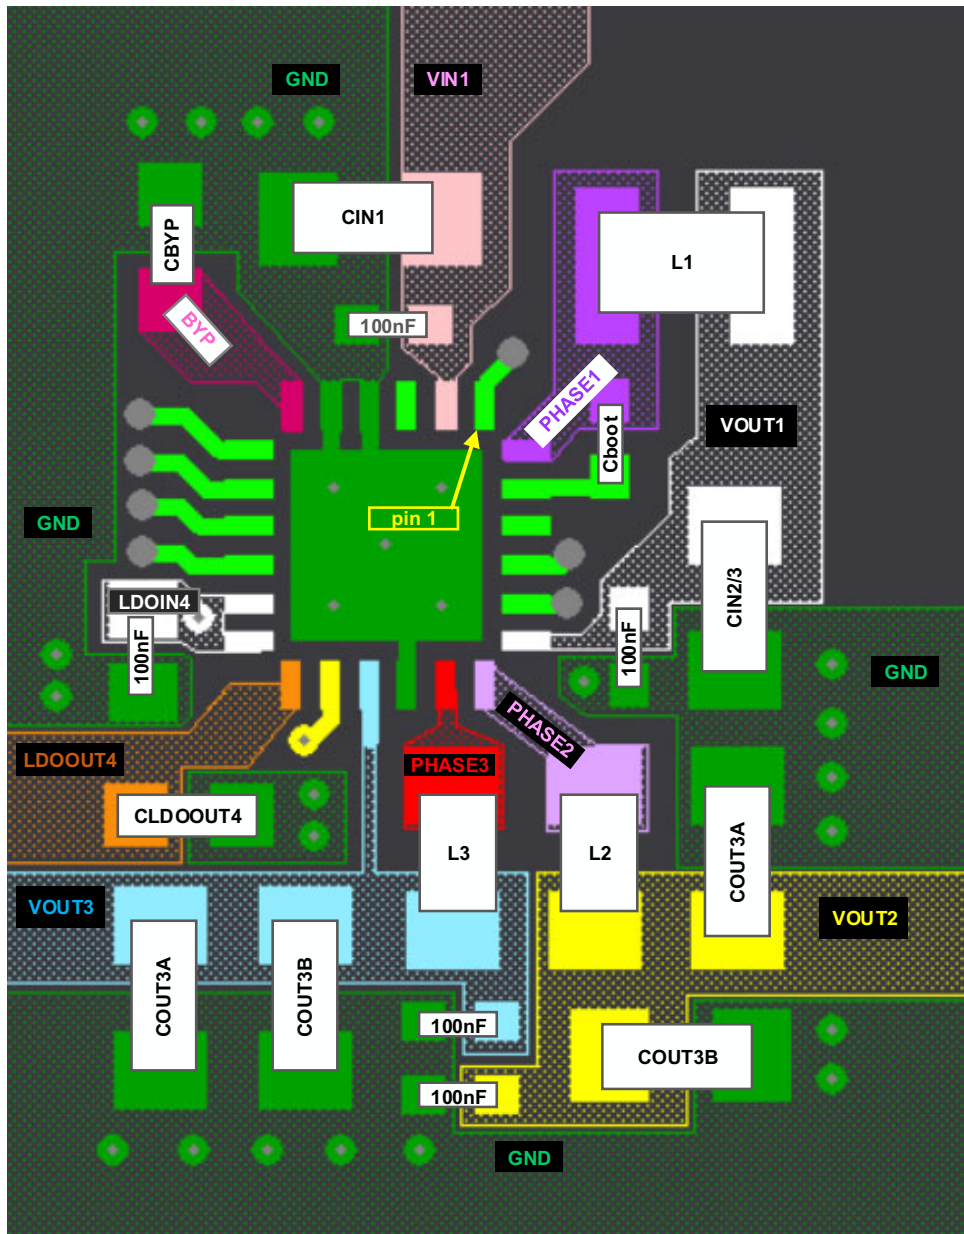 GND
VIN1
CIN1
CBYP
L1
BYP
100nF
PHASE1
VOUT1
Cboot
pin 1
GND
CIN2/3
LDOIN4
100nF
100nF
GND
PHASE2
LDOOUT4
PHASE3
CLDOOUT4
L3
L2
COUT3A
VOUT3
VOUT2
COUT3A
COUT3B
100nF
COUT3B
100nF
GND